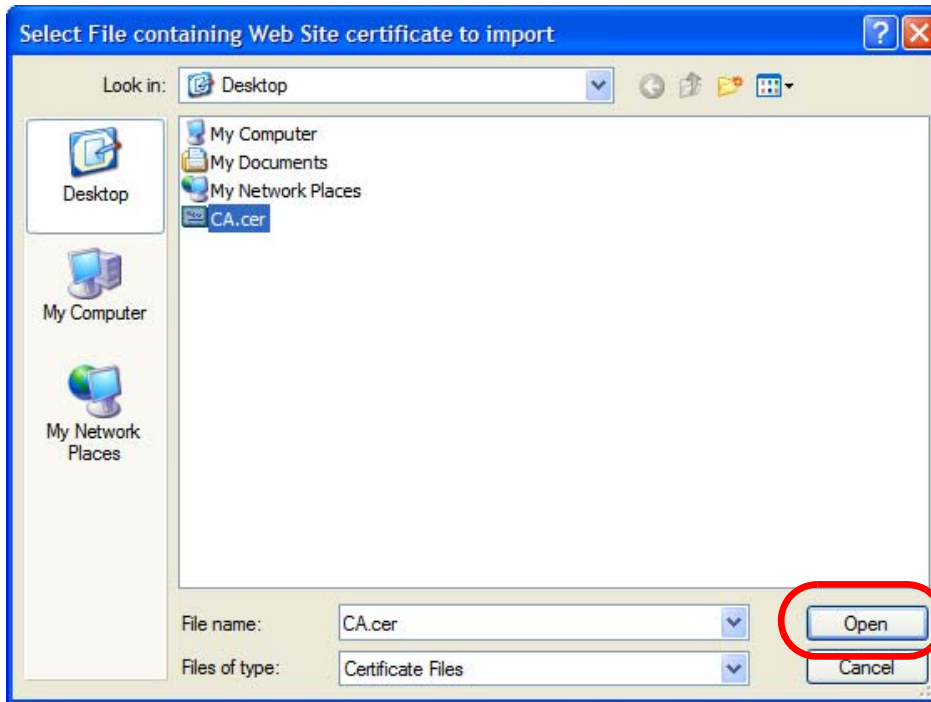 Select File containing Web Site certificate to import
Look in:
Desktop
Desktop
My Computer
My Network
Places
My Computer
My Documents
My Network Places
CA.cer
File name:
CA.cer
Open
Files of type:
Certificate Files
Cancel